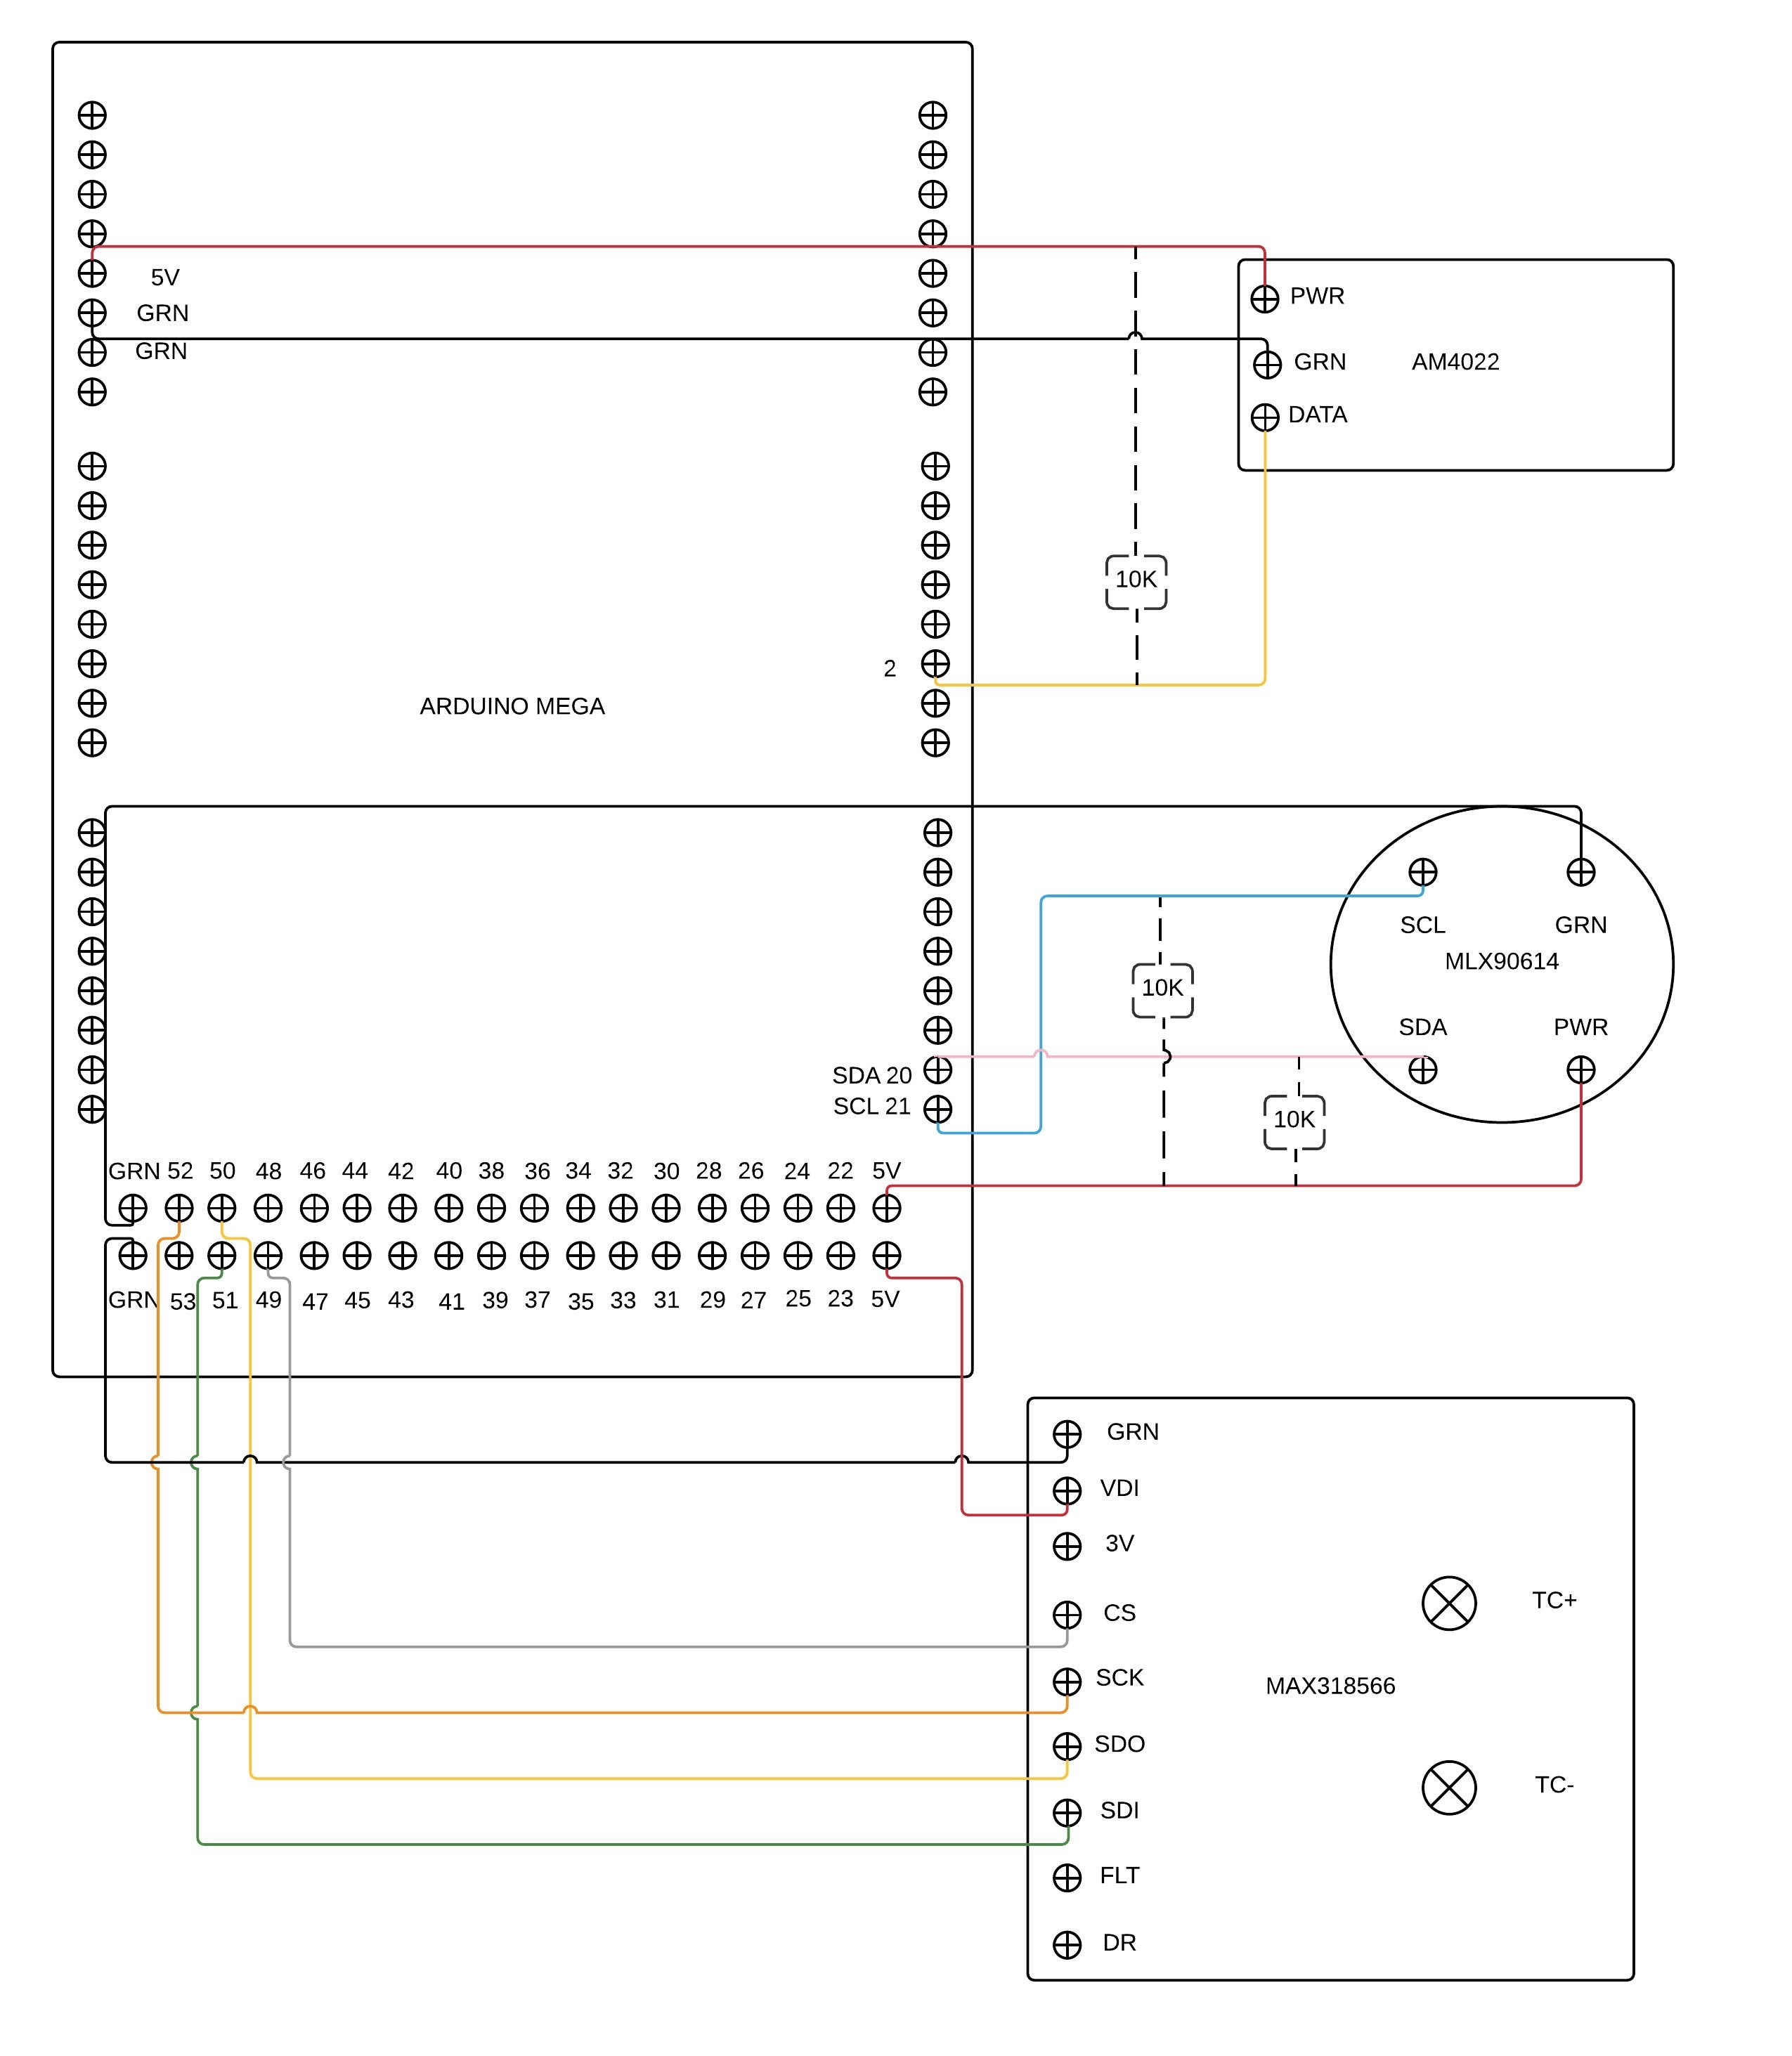 5V
GRN
GRN
PWR
GRN
AM4022
DATA
10K
2
ARDUINO MEGA
SCL
GRN
MLX90614
10K
SDA
PWR
SDA 20
SCL 21
10K
GRN 52 50 48 46 44 42 40 38 36 34 32 30 28 26 24 22 5V
GRN 53 51 49 47 45 43 41 39 37 35 33 31 29 27 25 23 5V
GRN
VDI
3V
CS
TC+
SCK
MAX318566
SDO
TC-
SDI
FLT
DR